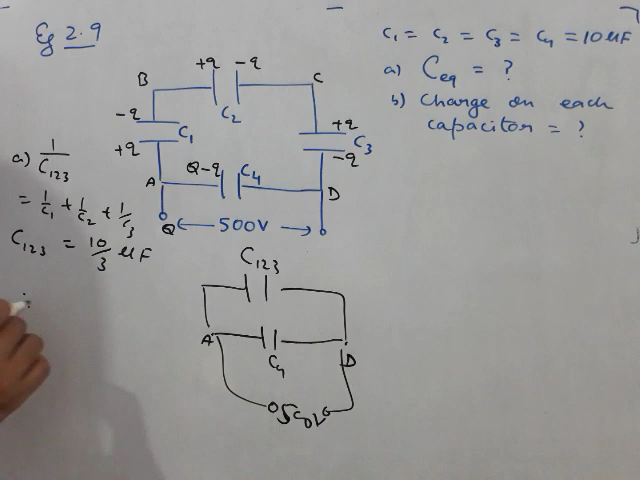 Eg 2.9
C₁ = C₂ = C₃ = C₄ = 10 μF
a) Ceq = ?
b) Charge on each
capacitor = ?
+q -q
B C
C₂
-q
C₁
+q
+q
C₃
-q
Q-q C₄
A D
Q ← 500V →
a) 1/C₁₂₃
= 1/C₁ + 1/C₂ + 1/C₃
C₁₂₃ = 10/3 μF
C₁₂₃
A D
C₄
500V